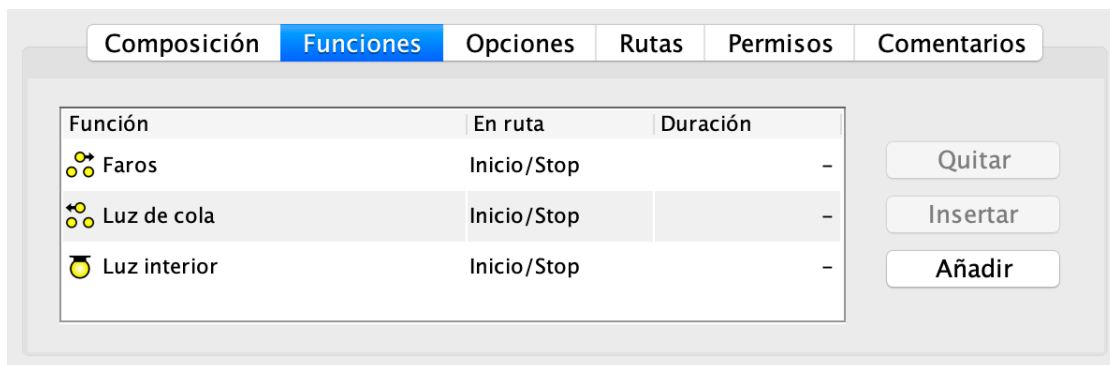 Composición Funciones Opciones Rutas Permisos Comentarios
Función En ruta Duración
Faros Inicio/Stop –
Quitar
Luz de cola Inicio/Stop –
Insertar
Luz interior Inicio/Stop –
Añadir